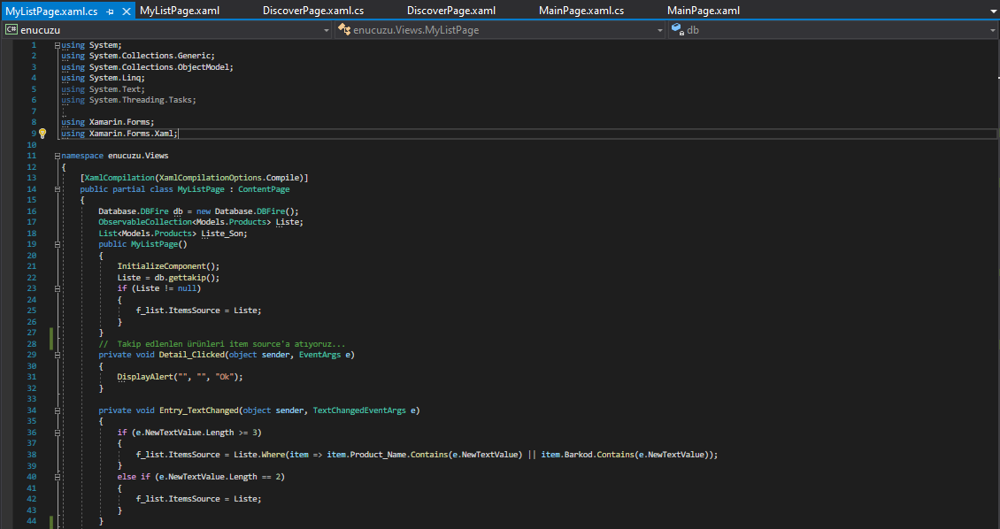 MyListPage.xaml.cs MyListPage.xaml DiscoverPage.xaml.cs DiscoverPage.xaml MainPage.xaml.cs MainPage.xaml
C# enucuzu enucuzu.Views.MyListPage db
1 using System;
2 using System.Collections.Generic;
3 using System.Collections.ObjectModel;
4 using System.Linq;
5 using System.Text;
6 using System.Threading.Tasks;
7
8 using Xamarin.Forms;
9 using Xamarin.Forms.Xaml;
10
11 namespace enucuzu.Views
12 {
13 [XamlCompilation(XamlCompilationOptions.Compile)]
14 public partial class MyListPage : ContentPage
15 {
16 Database.DBFire db = new Database.DBFire();
17 ObservableCollection<Models.Products> Liste;
18 List<Models.Products> Liste_Son;
19 public MyListPage()
20 {
21 InitializeComponent();
22 Liste = db.gettakip();
23 if (Liste != null)
24 {
25 f_list.ItemsSource = Liste;
26 }
27 }
28 // Takip edlenlen ürünleri item source'a atıyoruz...
29 private void Detail_Clicked(object sender, EventArgs e)
30 {
31 DisplayAlert("", "", "Ok");
32 }
33
34 private void Entry_TextChanged(object sender, TextChangedEventArgs e)
35 {
36 if (e.NewTextValue.Length >= 3)
37 {
38 f_list.ItemsSource = Liste.Where(item => item.Product_Name.Contains(e.NewTextValue) || item.Barkod.Contains(e.NewTextValue));
39 }
40 else if (e.NewTextValue.Length == 2)
41 {
42 f_list.ItemsSource = Liste;
43 }
44 }